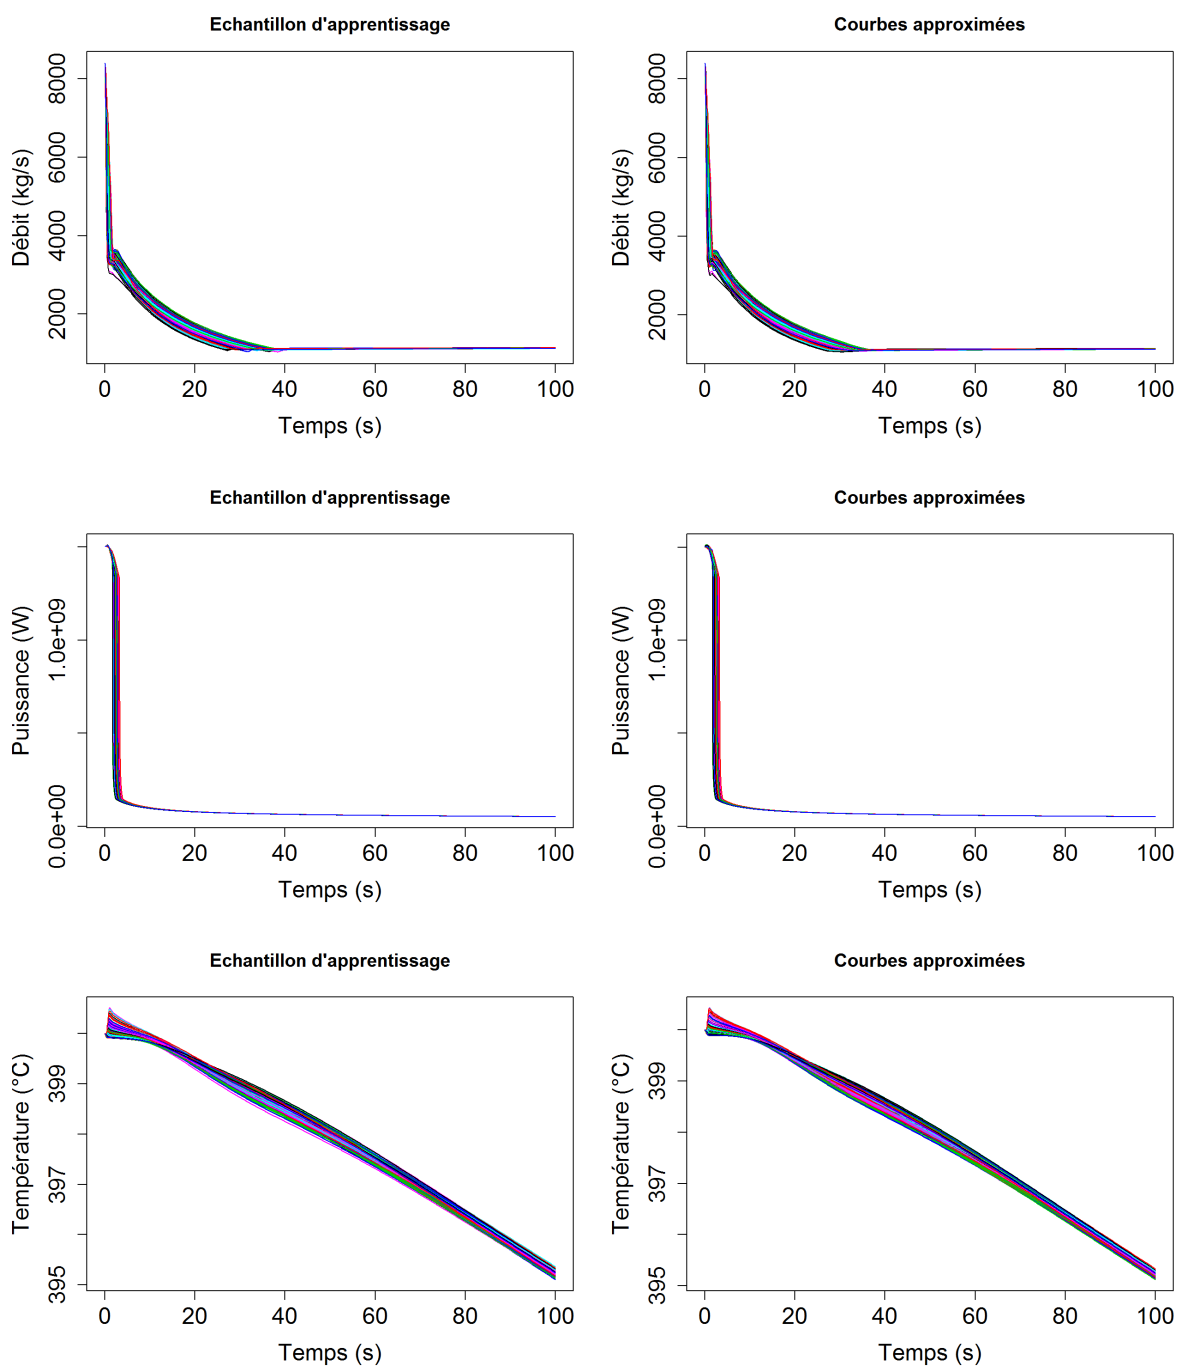 Echantillon d'apprentissage
Débit (kg/s)
8000
6000
4000
2000
0 20 40 60 80 100
Temps (s)
Courbes approximées
Débit (kg/s)
8000
6000
4000
2000
0 20 40 60 80 100
Temps (s)
Echantillon d'apprentissage
Puissance (W)
1.0e+09
0.0e+00
0 20 40 60 80 100
Temps (s)
Courbes approximées
Puissance (W)
1.0e+09
0.0e+00
0 20 40 60 80 100
Temps (s)
Echantillon d'apprentissage
Température (°C)
399
397
395
0 20 40 60 80 100
Temps (s)
Courbes approximées
Température (°C)
399
397
395
0 20 40 60 80 100
Temps (s)